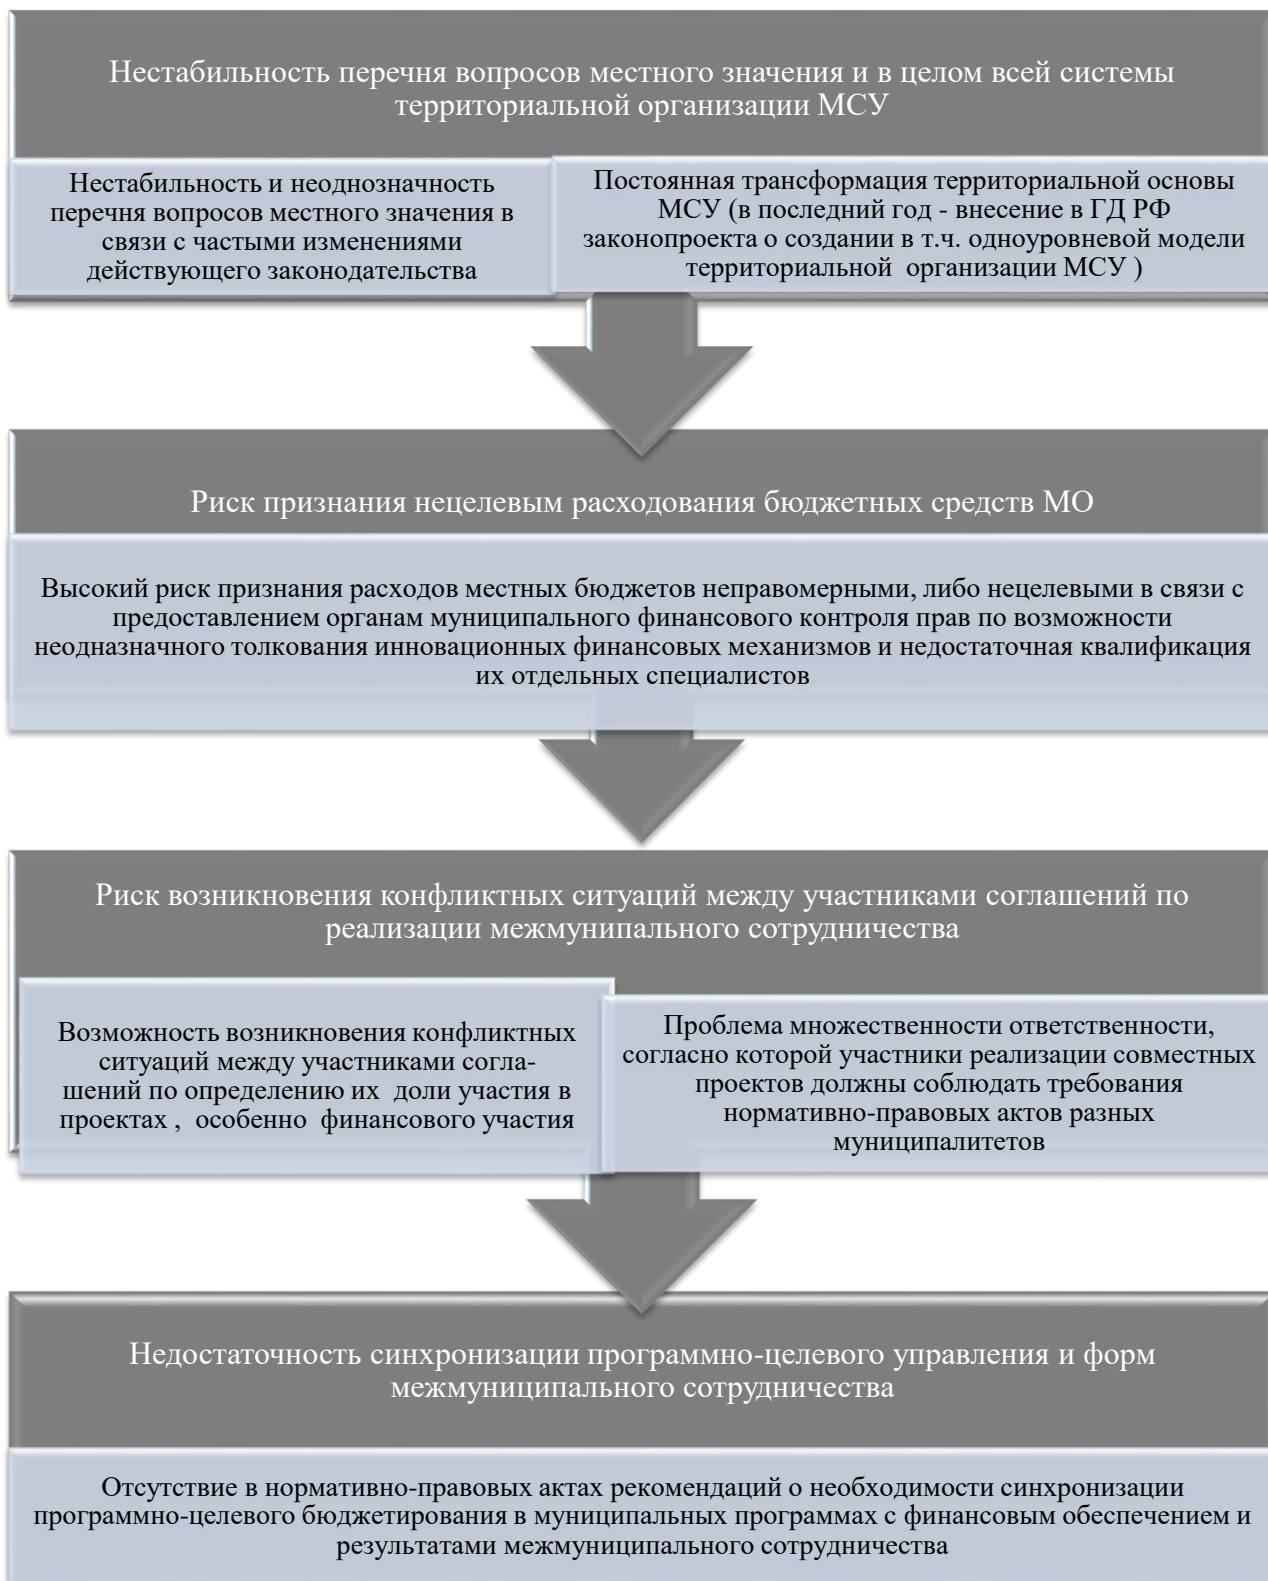 Нестабильность перечня вопросов местного значения и в целом всей системы
территориальной организации МСУ
Нестабильность и неоднозначность
перечня вопросов местного значения в
связи с частыми изменениями
действующего законодательства
Постоянная трансформация территориальной основы
МСУ (в последний год - внесение в ГД РФ
законопроекта о создании в т.ч. одноуровневой модели
территориальной организации МСУ )
Риск признания нецелевым расходования бюджетных средств МО
Высокий риск признания расходов местных бюджетов неправомерными, либо нецелевыми в связи с
предоставлением органам муниципального финансового контроля прав по возможности
неодназначного толкования инновационных финансовых механизмов и недостаточная квалификация
их отдельных специалистов
Риск возникновения конфликтных ситуаций между участниками соглашений по
реализации межмунипального сотрудничества
Возможность возникновения конфликтных
ситуаций между участниками согла-
шений по определению их доли участия в
проектах , особенно финансового участия
Проблема множественности ответственности,
согласно которой участники реализации совместных
проектов должны соблюдать требования
нормативно-правовых актов разных
муниципалитетов
Недостаточность синхронизации программно-целевого управления и форм
межмуниципального сотрудничества
Отсутствие в нормативно-правовых актах рекомендаций о необходимости синхронизации
программно-целевого бюджетирования в муниципальных программах с финансовым обеспечением и
результатами межмуниципального сотрудничества